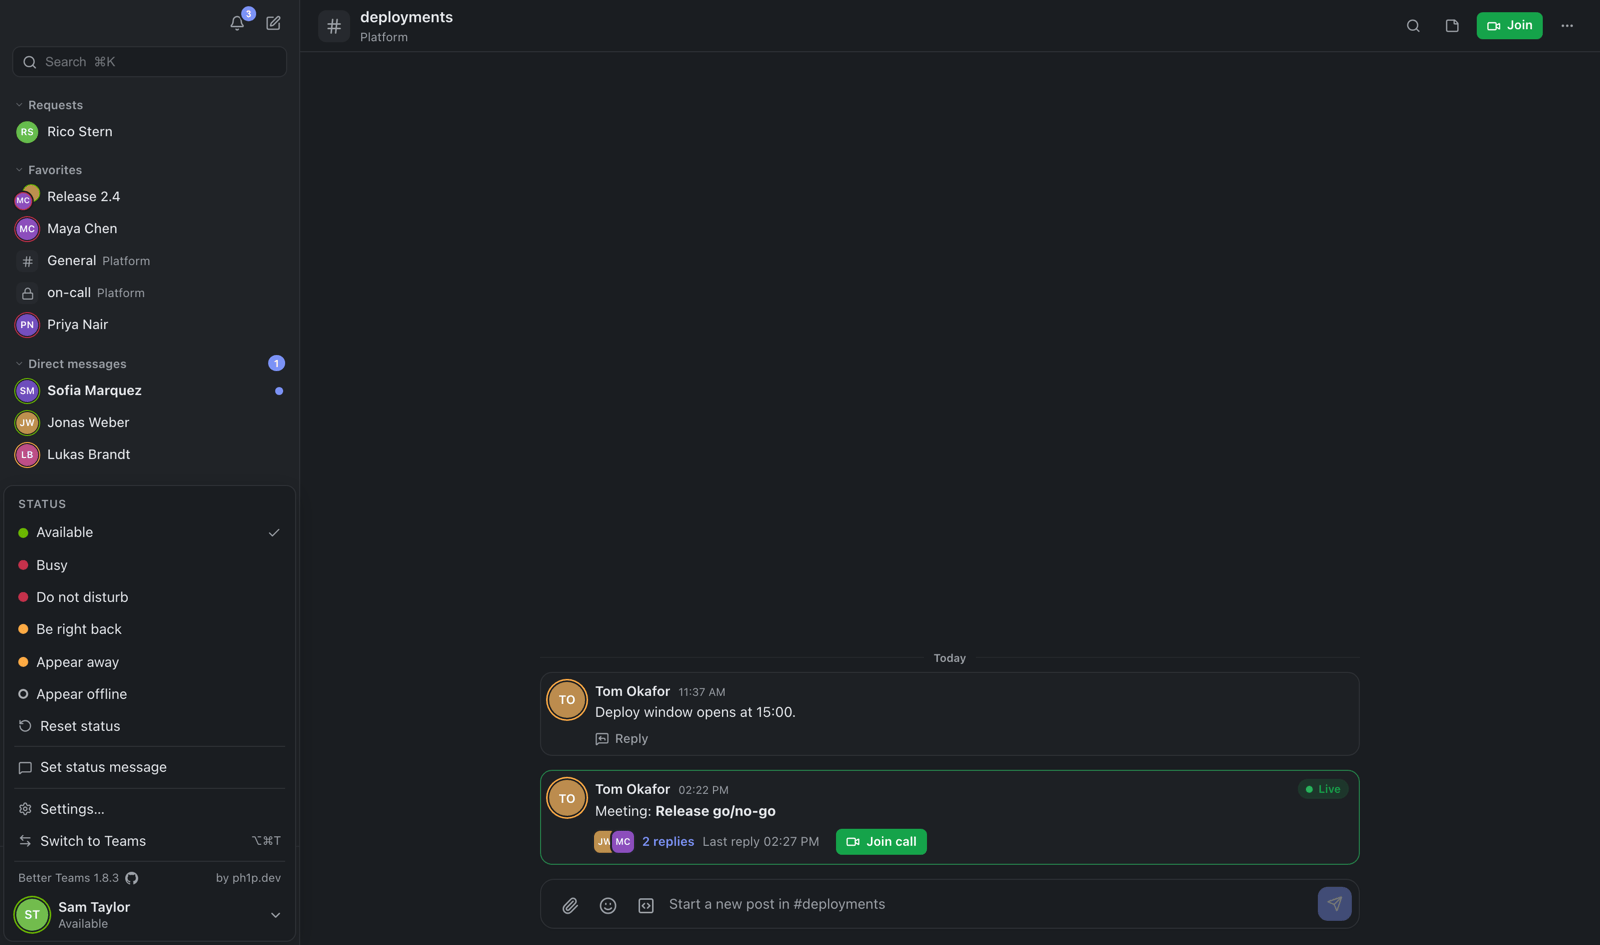 3
Search ⌘K
Requests
RS Rico Stern
Favorites
MC Release 2.4
MC Maya Chen
# General Platform
on-call Platform
PN Priya Nair
Direct messages 1
SM Sofia Marquez
JW Jonas Weber
LB Lukas Brandt
STATUS
Available
Busy
Do not disturb
Be right back
Appear away
Appear offline
Reset status
Set status message
Settings...
Switch to Teams ⌥⌘T
Better Teams 1.8.3 by ph1p.dev
ST Sam Taylor
Available
# deployments
Platform
Join
Today
TO Tom Okafor 11:37 AM
Deploy window opens at 15:00.
Reply
TO Tom Okafor 02:22 PM Live
Meeting: Release go/no-go
JW MC 2 replies Last reply 02:27 PM Join call
Start a new post in #deployments